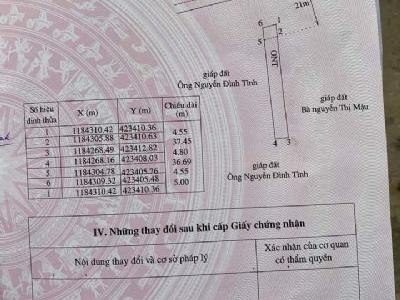 21m
6 1
5 2
ONT
giáp đất
Ông Nguyễn Đình Tình
giáp đất
Bà nguyễn Thị Mậu
4 3
giáp đất
Ông Nguyễn Đình Tình
Số hiệu đỉnh thửa X (m) Y (m) Chiều dài (m)
1 1184310.42 423410.36
4.55
2 1184305.88 423410.63
37.45
3 1184268.49 423412.82
4.80
4 1184268.16 423408.03
36.69
5 1184304.78
4.55
6 1184309.32 423405.48
5.00
1 1184310.42 423410.36
IV. Những thay đổi sau khi cấp Giấy chứng nhận
Nội dung thay đổi và cơ sở pháp lý
Xác nhận của cơ quan
có thẩm quyền